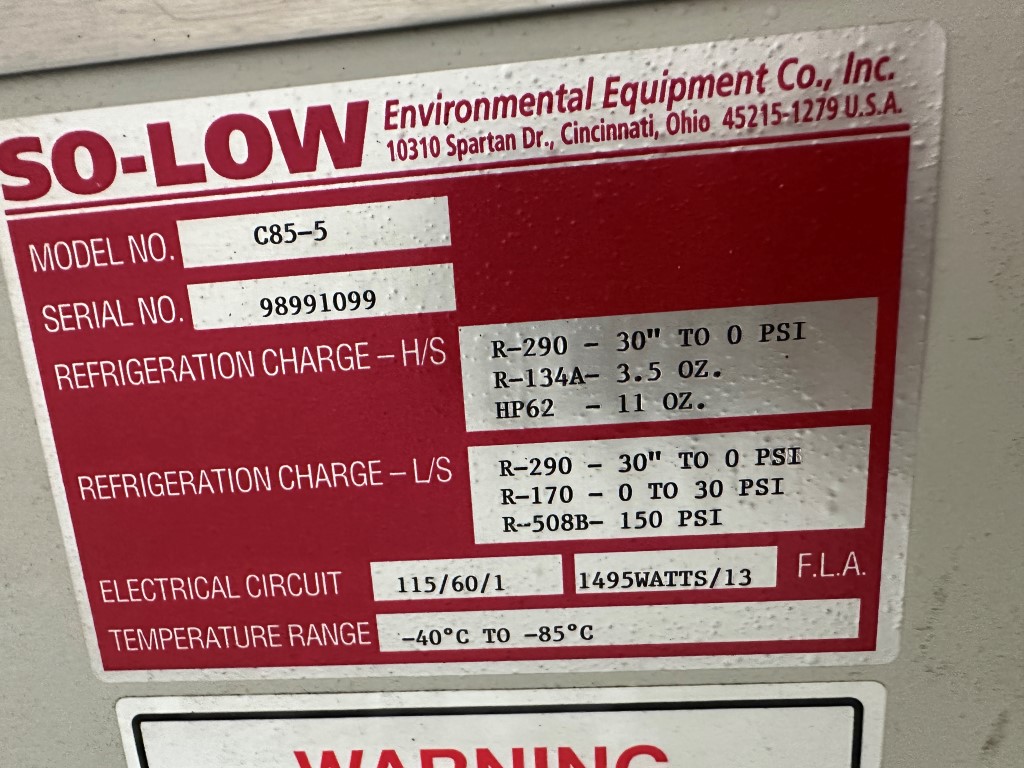 SO-LOW Environmental Equipment Co., Inc.
10310 Spartan Dr., Cincinnati, Ohio 45215-1279 U.S.A.
MODEL NO. C85-5
SERIAL NO. 98991099
REFRIGERATION CHARGE – H/S R-290 - 30" TO 0 PSI
R-134A- 3.5 OZ.
HP62 - 11 OZ.
REFRIGERATION CHARGE – L/S R-290 - 30" TO 0 PSI
R-170 - 0 TO 30 PSI
R-508B- 150 PSI
ELECTRICAL CIRCUIT 115/60/1 1495WATTS/13 F.L.A.
TEMPERATURE RANGE -40°C TO -85°C
WARNING